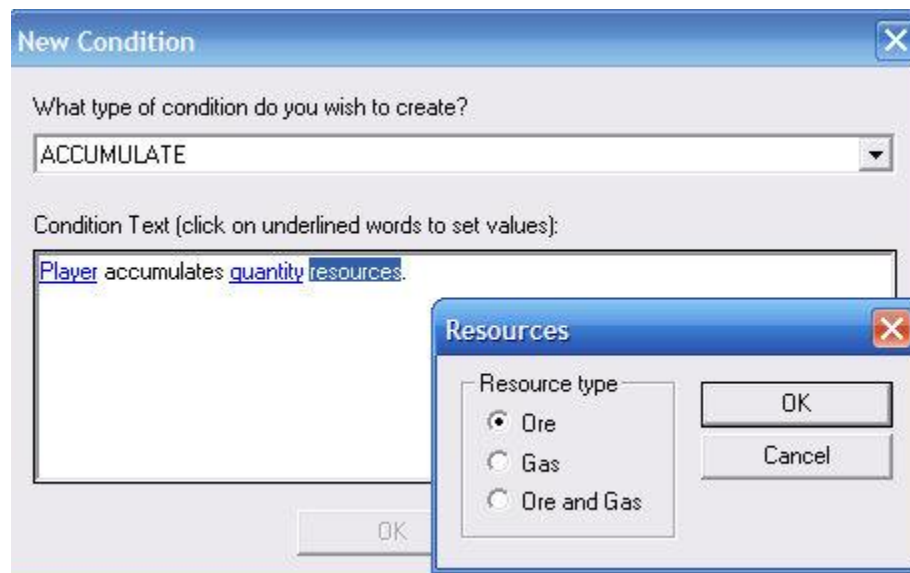 New Condition
What type of condition do you wish to create?
ACCUMULATE
Condition Text (click on underlined words to set values):
Player accumulates quantity resources.
Resources
Resource type
Ore
Gas
Ore and Gas
OK
Cancel
OK